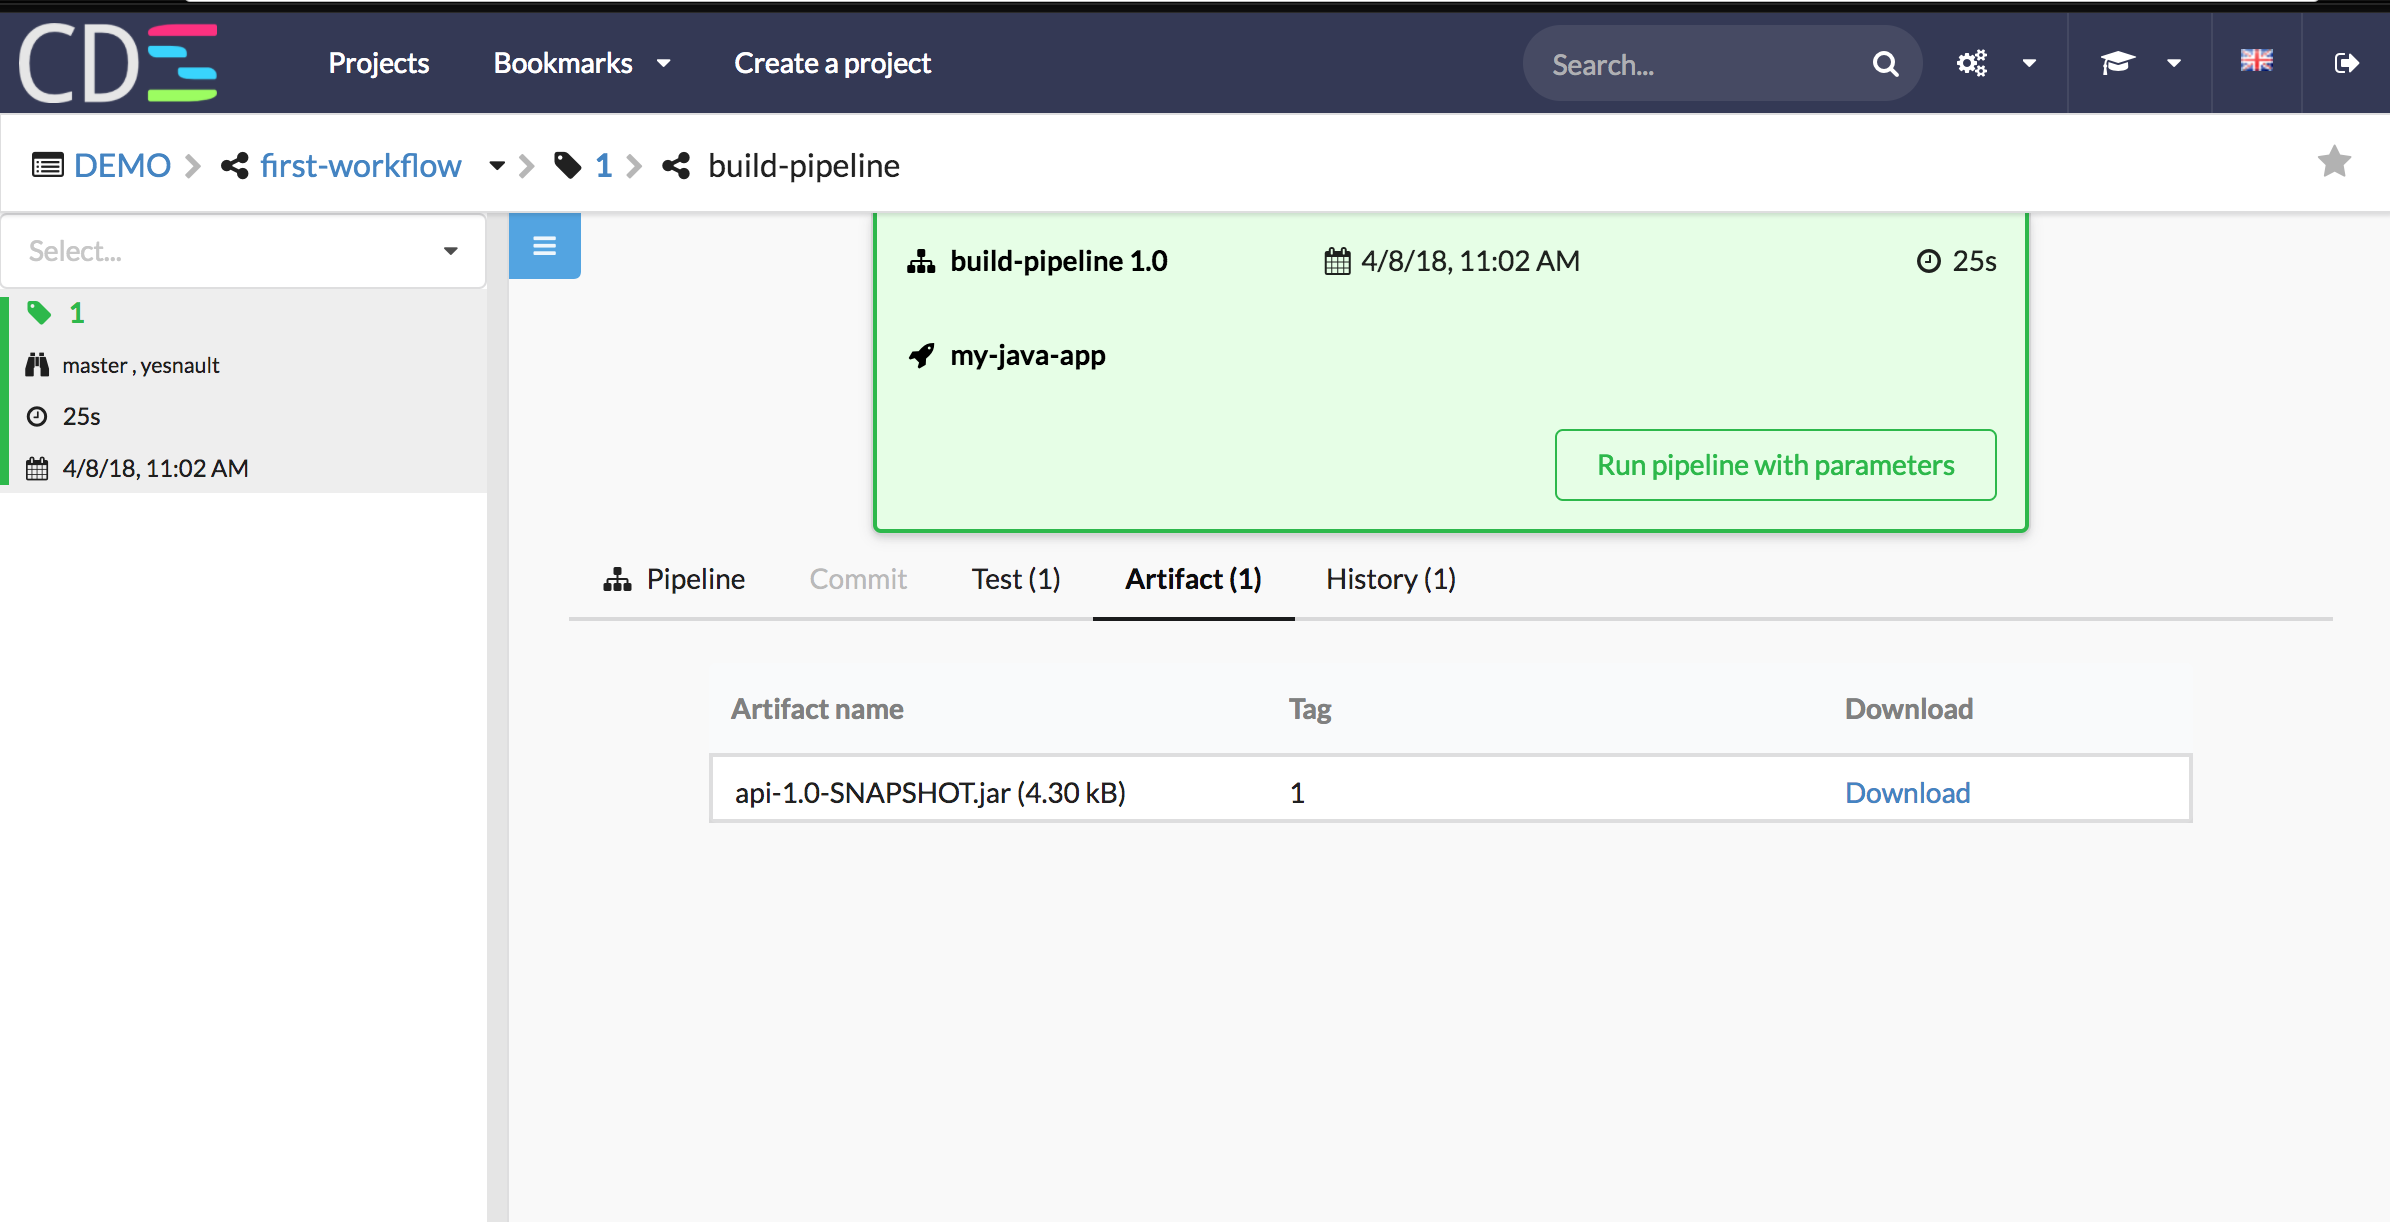 CDS
Projects Bookmarks Create a project Search...
DEMO first-workflow 1 build-pipeline
Select...
1
master , yesnault
25s
4/8/18, 11:02 AM
build-pipeline 1.0 4/8/18, 11:02 AM 25s
my-java-app
Run pipeline with parameters
Pipeline Commit Test (1) Artifact (1) History (1)
Artifact name Tag Download
api-1.0-SNAPSHOT.jar (4.30 kB) 1 Download